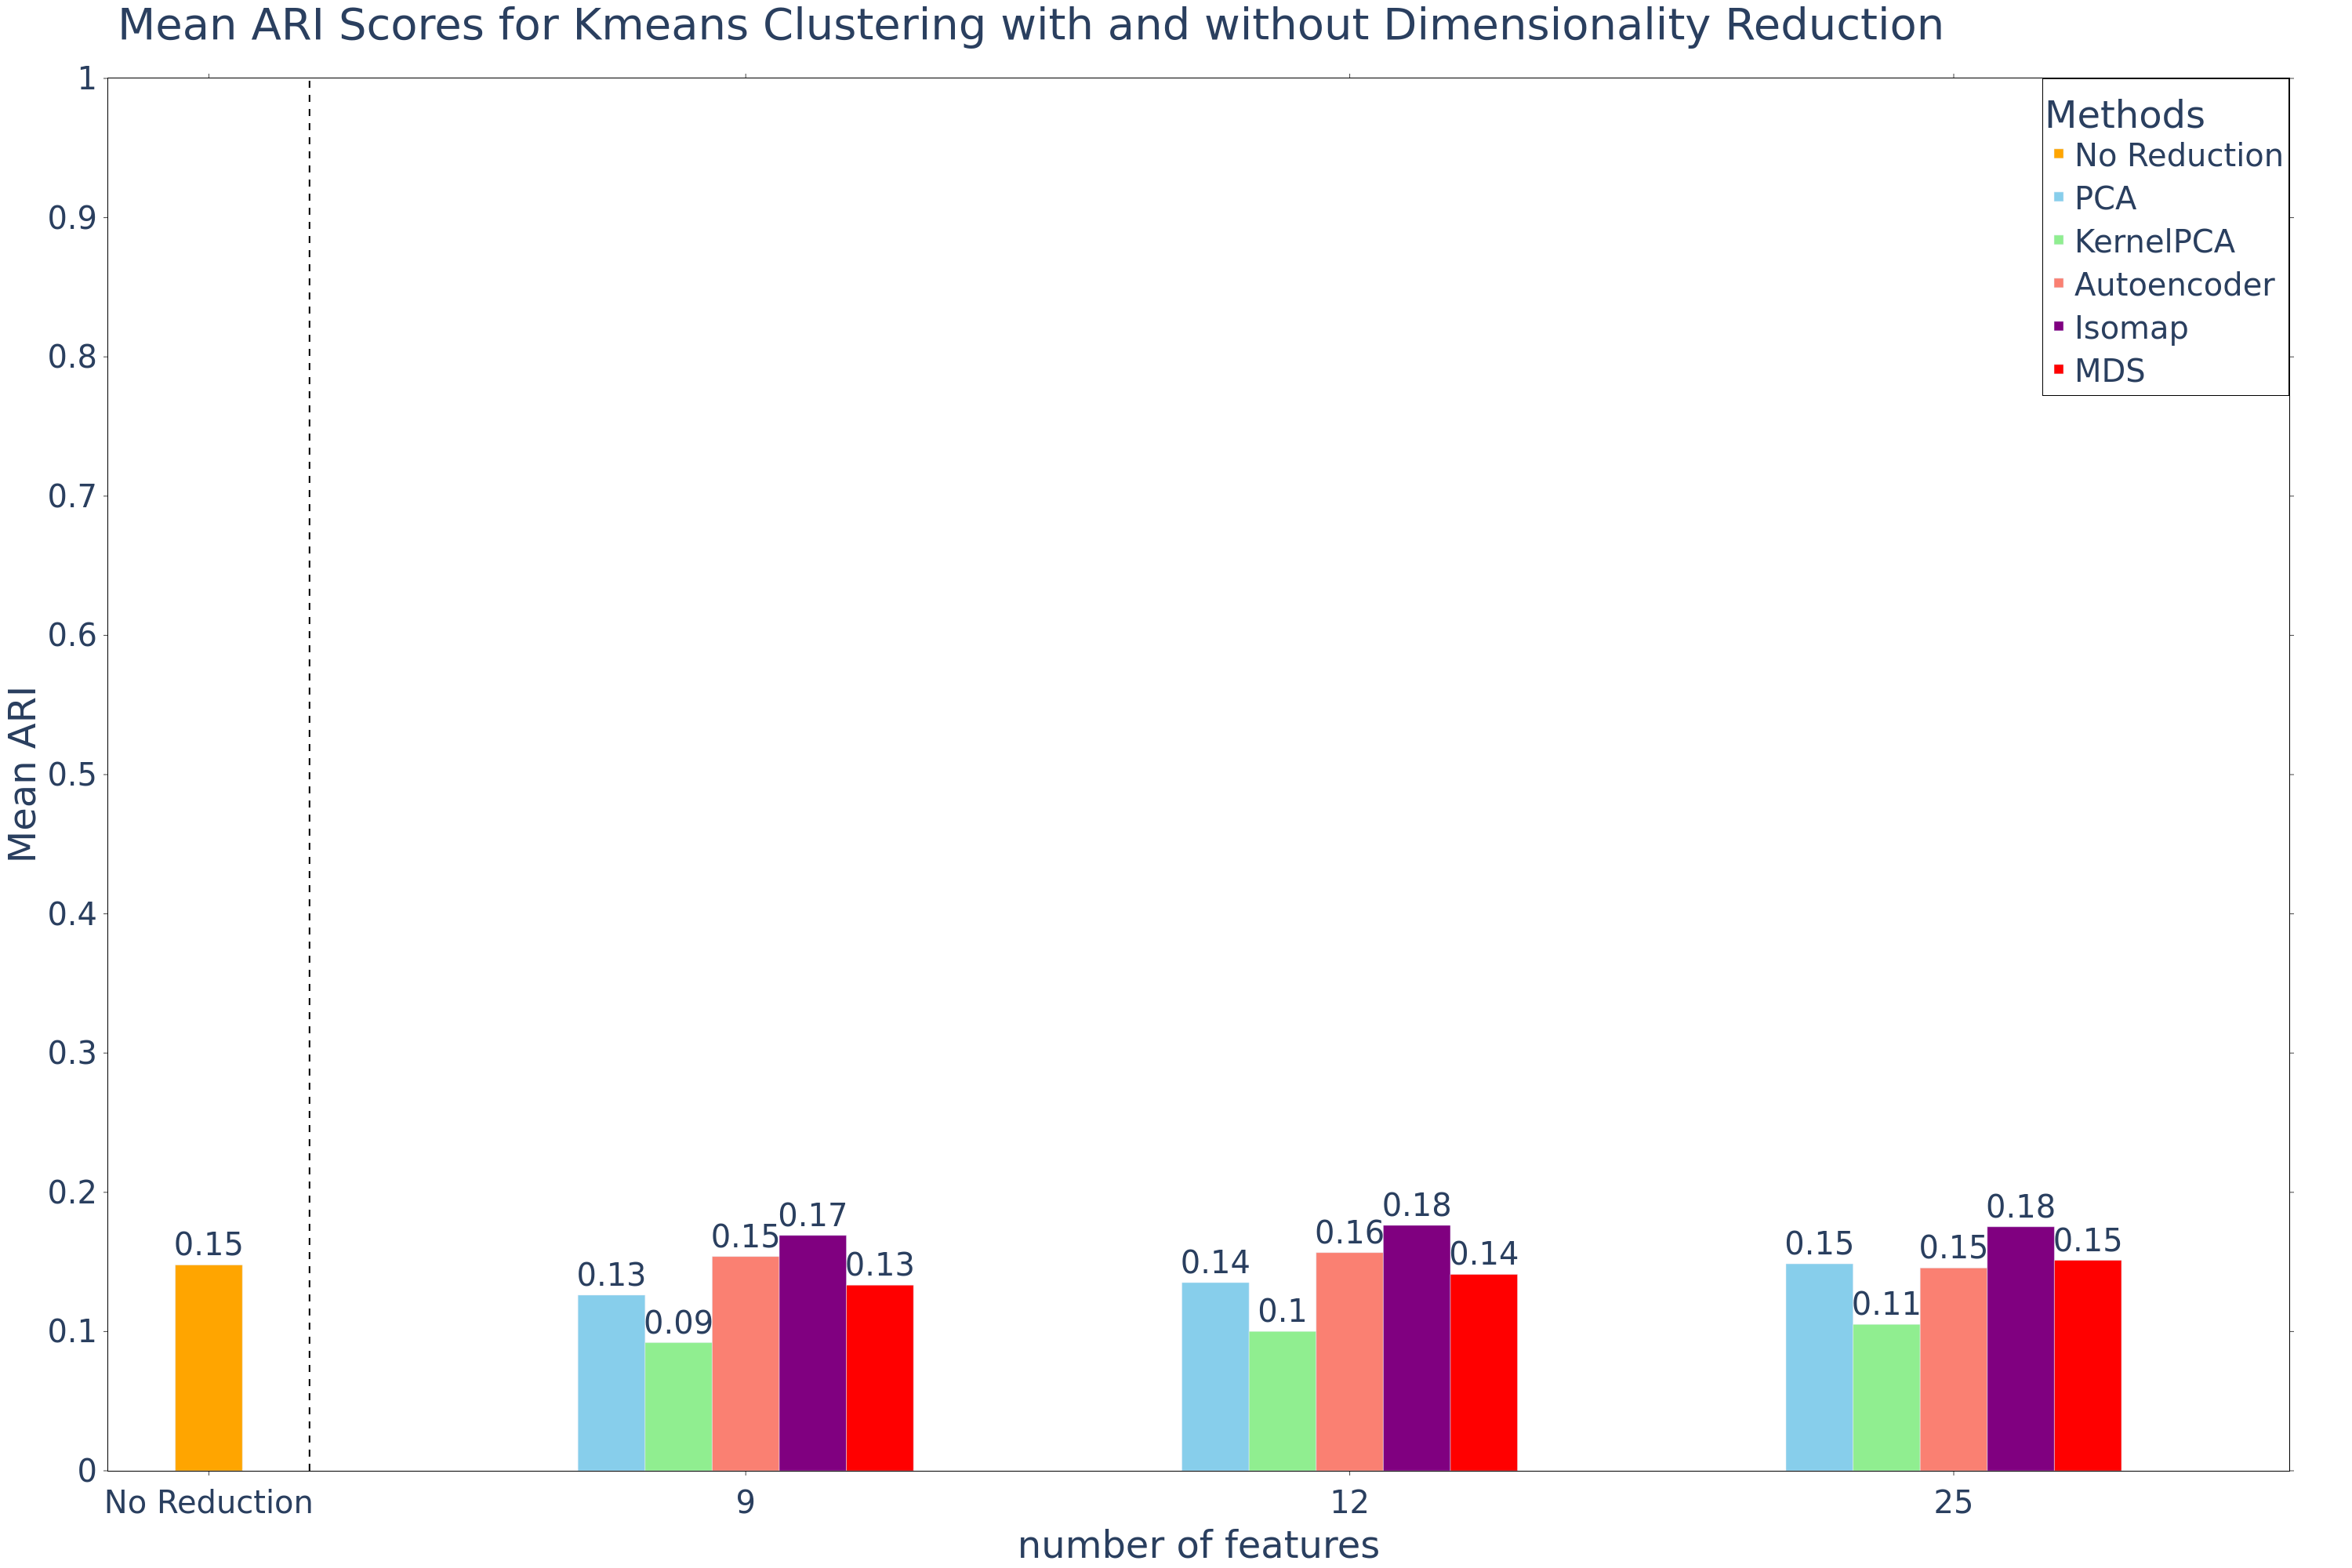 Mean ARI Scores for Kmeans Clustering with and without Dimensionality Reduction
Methods
No Reduction
PCA
KernelPCA
Autoencoder
Isomap
MDS
Mean ARI
1
0.9
0.8
0.7
0.6
0.5
0.4
0.3
0.2
0.1
0
0.15
0.13
0.09
0.15
0.17
0.13
0.14
0.1
0.16
0.18
0.14
0.15
0.11
0.15
0.18
0.15
No Reduction
9
12
25
number of features